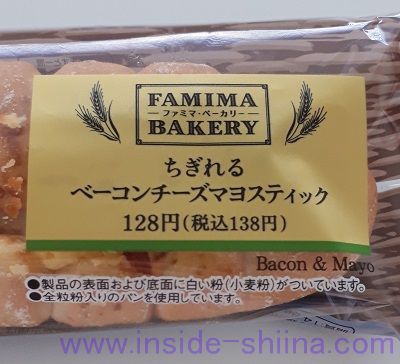 FAMIMA
ファミマ・ベーカリー
BAKERY
ちぎれる
ベーコンチーズマヨスティック
128円(税込138円)
Bacon & Mayo
●製品の表面および底面に白い粉(小麦粉)がついています。
●全粒粉入りのパンを使用しています。
www.inside-shiina.com